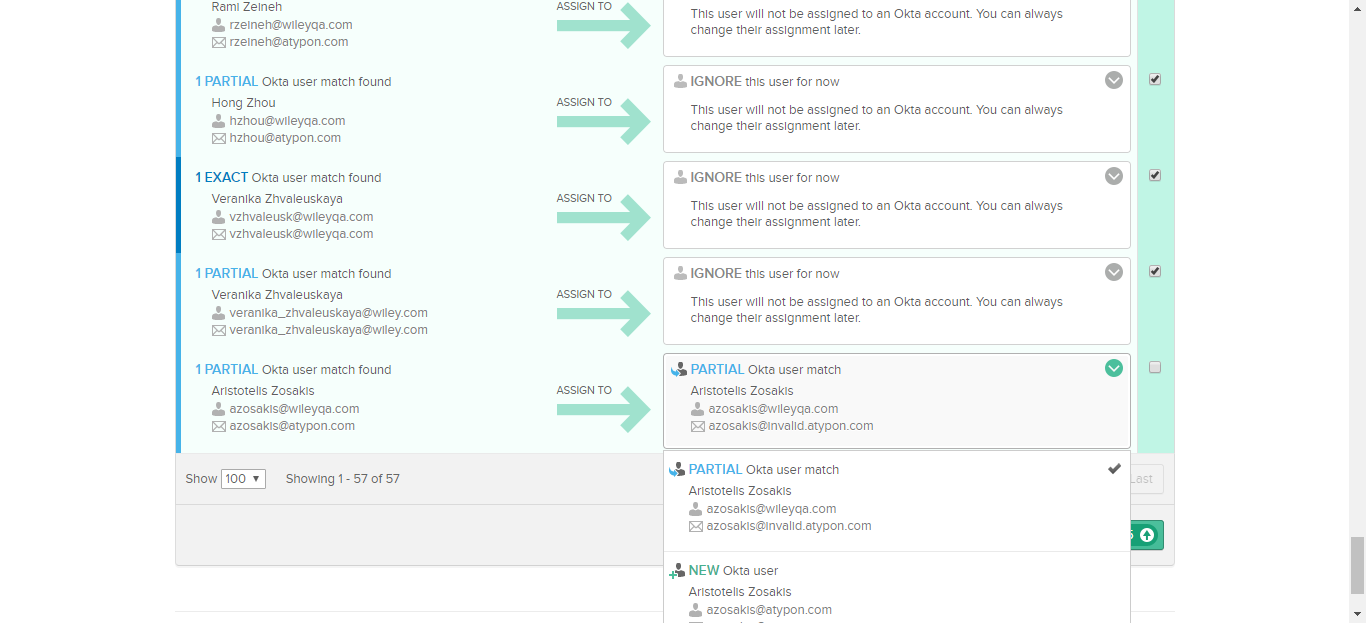 Rami Zeineh
rzeineh@wileyqa.com
rzeineh@atypon.com
ASSIGN TO
This user will not be assigned to an Okta account. You can always
change their assignment later.
1 PARTIAL Okta user match found
Hong Zhou
hzhou@wileyqa.com
hzhou@atypon.com
ASSIGN TO
IGNORE this user for now
This user will not be assigned to an Okta account. You can always
change their assignment later.
1 EXACT Okta user match found
Veranika Zhvaleuskaya
vzhvaleusk@wileyqa.com
vzhvaleusk@wileyqa.com
ASSIGN TO
IGNORE this user for now
This user will not be assigned to an Okta account. You can always
change their assignment later.
1 PARTIAL Okta user match found
Veranika Zhvaleuskaya
veranika_zhvaleuskaya@wiley.com
veranika_zhvaleuskaya@wiley.com
ASSIGN TO
IGNORE this user for now
This user will not be assigned to an Okta account. You can always
change their assignment later.
1 PARTIAL Okta user match found
Aristotelis Zosakis
azosakis@wileyqa.com
azosakis@atypon.com
ASSIGN TO
PARTIAL Okta user match
Aristotelis Zosakis
azosakis@wileyqa.com
azosakis@invalid.atypon.com
Show 100 Showing 1 - 57 of 57
Last
PARTIAL Okta user match
Aristotelis Zosakis
azosakis@wileyqa.com
azosakis@invalid.atypon.com
NEW Okta user
Aristotelis Zosakis
azosakis@atypon.com